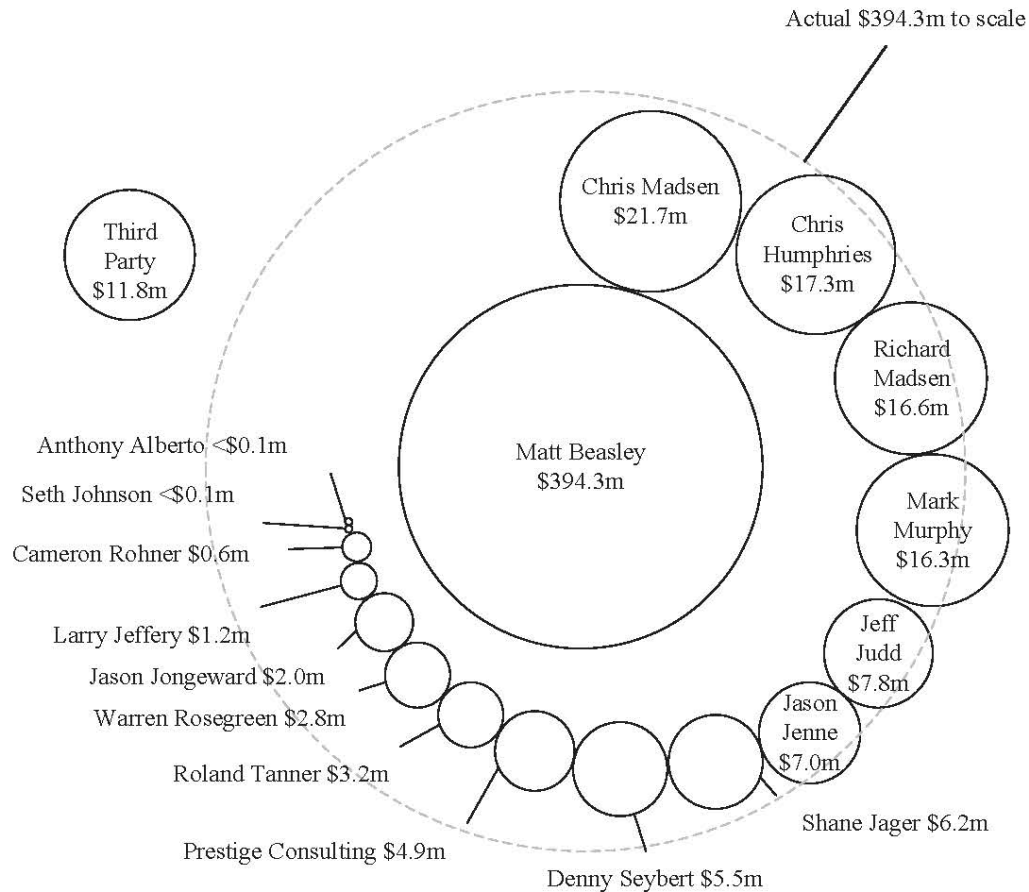 Actual $394.3m to scale
Chris Madsen
$21.7m
Third
Party
$11.8m
Chris
Humphries
$17.3m
Richard
Madsen
$16.6m
Matt Beasley
$394.3m
Mark
Murphy
$16.3m
Anthony Alberto <$0.1m
Seth Johnson <$0.1m
Cameron Rohner $0.6m
Larry Jeffery $1.2m
Jason Jongeward $2.0m
Warren Rosegreen $2.8m
Roland Tanner $3.2m
Prestige Consulting $4.9m
Denny Seybert $5.5m
Shane Jager $6.2m
Jason
Jenne
$7.0m
Jeff
Judd
$7.8m